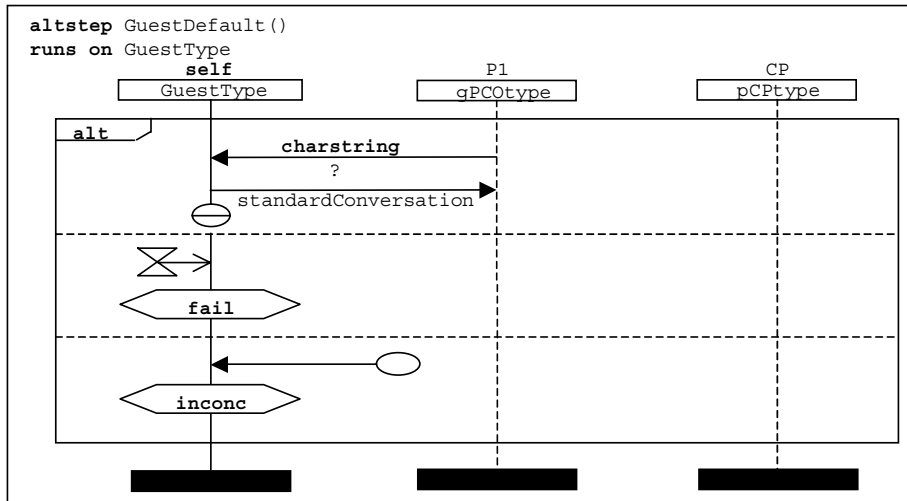 altstep GuestDefault()
runs on GuestType
self P1 CP
GuestType gPCOtype pCPtype
alt
charstring
?
standardConversation
fail
inconc